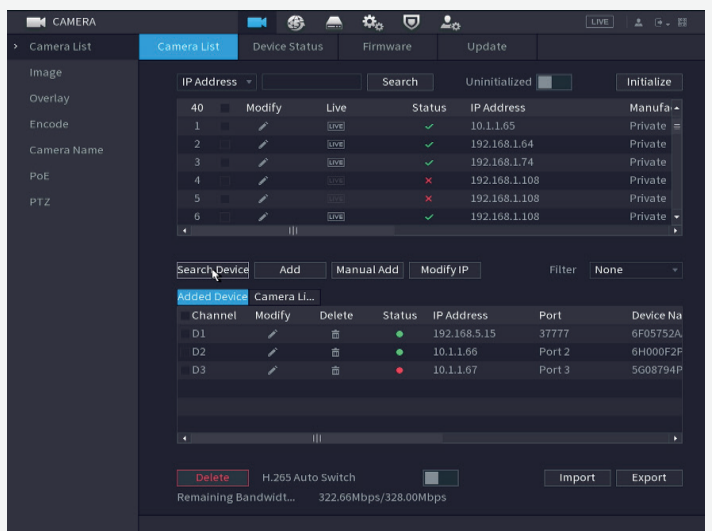 CAMERA
LIVE
Camera List
Image
Overlay
Encode
Camera Name
PoE
PTZ
Camera List Device Status Firmware Update
IP Address Search Uninitialized Initialize
40 Modify Live Status IP Address Manufa
1 LIVE 10.1.1.65 Private
2 LIVE 192.168.1.64 Private
3 LIVE 192.168.1.74 Private
4 LIVE 192.168.1.108 Private
5 LIVE 192.168.1.108 Private
6 LIVE 192.168.1.108 Private
Search Device Add Manual Add Modify IP Filter None
Added Device Camera Li...
Channel Modify Delete Status IP Address Port Device Na
D1 192.168.5.15 37777 6F05752A
D2 10.1.1.66 Port 2 6H000F2F
D3 10.1.1.67 Port 3 5G08794P
Delete H.265 Auto Switch Import Export
Remaining Bandwidt... 322.66Mbps/328.00Mbps